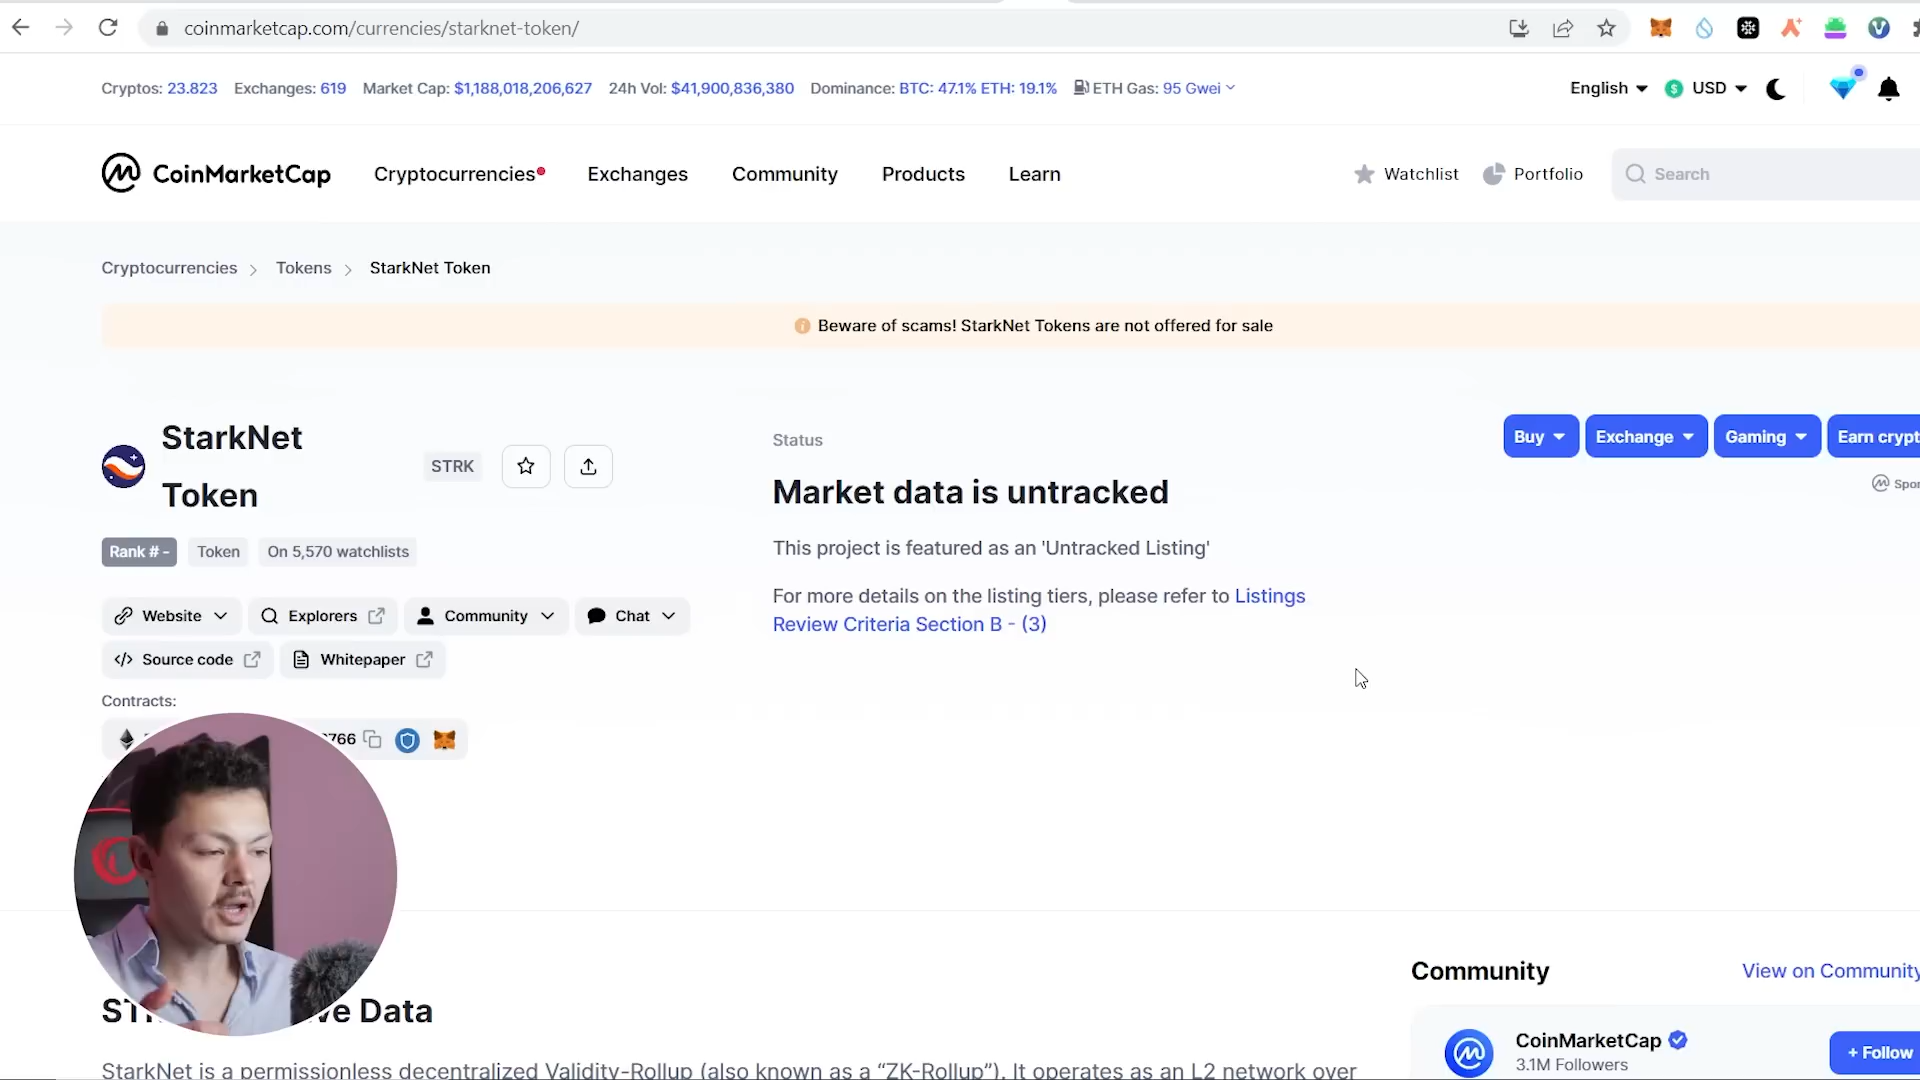 coinmarketcap.com/currencies/starknet-token/
Cryptos: 23.823 Exchanges: 619 Market Cap: $1,188,018,206,627 24h Vol: $41,900,836,380 Dominance: BTC: 47.1% ETH: 19.1% ETH Gas: 95 Gwei
English USD
CoinMarketCap Cryptocurrencies Exchanges Community Products Learn Watchlist Portfolio Search
Cryptocurrencies > Tokens > StarkNet Token
Beware of scams! StarkNet Tokens are not offered for sale
StarkNet
Token
STRK
Rank # - Token On 5,570 watchlists
Website Explorers Community Chat
Source code Whitepaper
Contracts:
766
Status
Market data is untracked
This project is featured as an 'Untracked Listing'
For more details on the listing tiers, please refer to Listings
Review Criteria Section B - (3)
Buy Exchange Gaming Earn crypt
Spon
ve Data
StarkNet is a permissionless decentralized Validity-Rollup (also known as a “ZK-Rollup”). It operates as an L2 network over
Community View on Community
CoinMarketCap
3.1M Followers
+ Follow